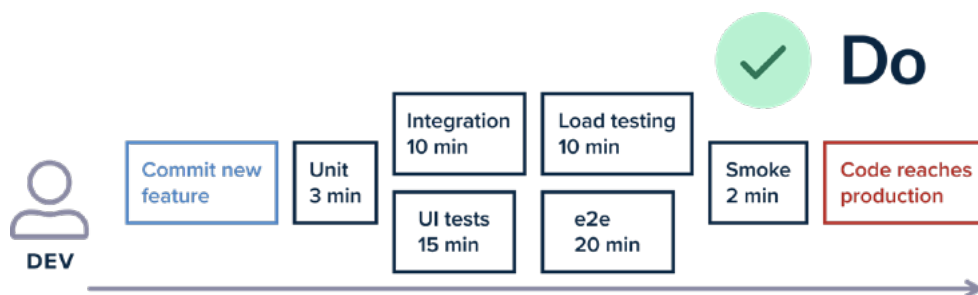 Do
Commit new
feature
Unit
3 min
Integration
10 min
UI tests
15 min
Load testing
10 min
e2e
20 min
Smoke
2 min
Code reaches
production
DEV